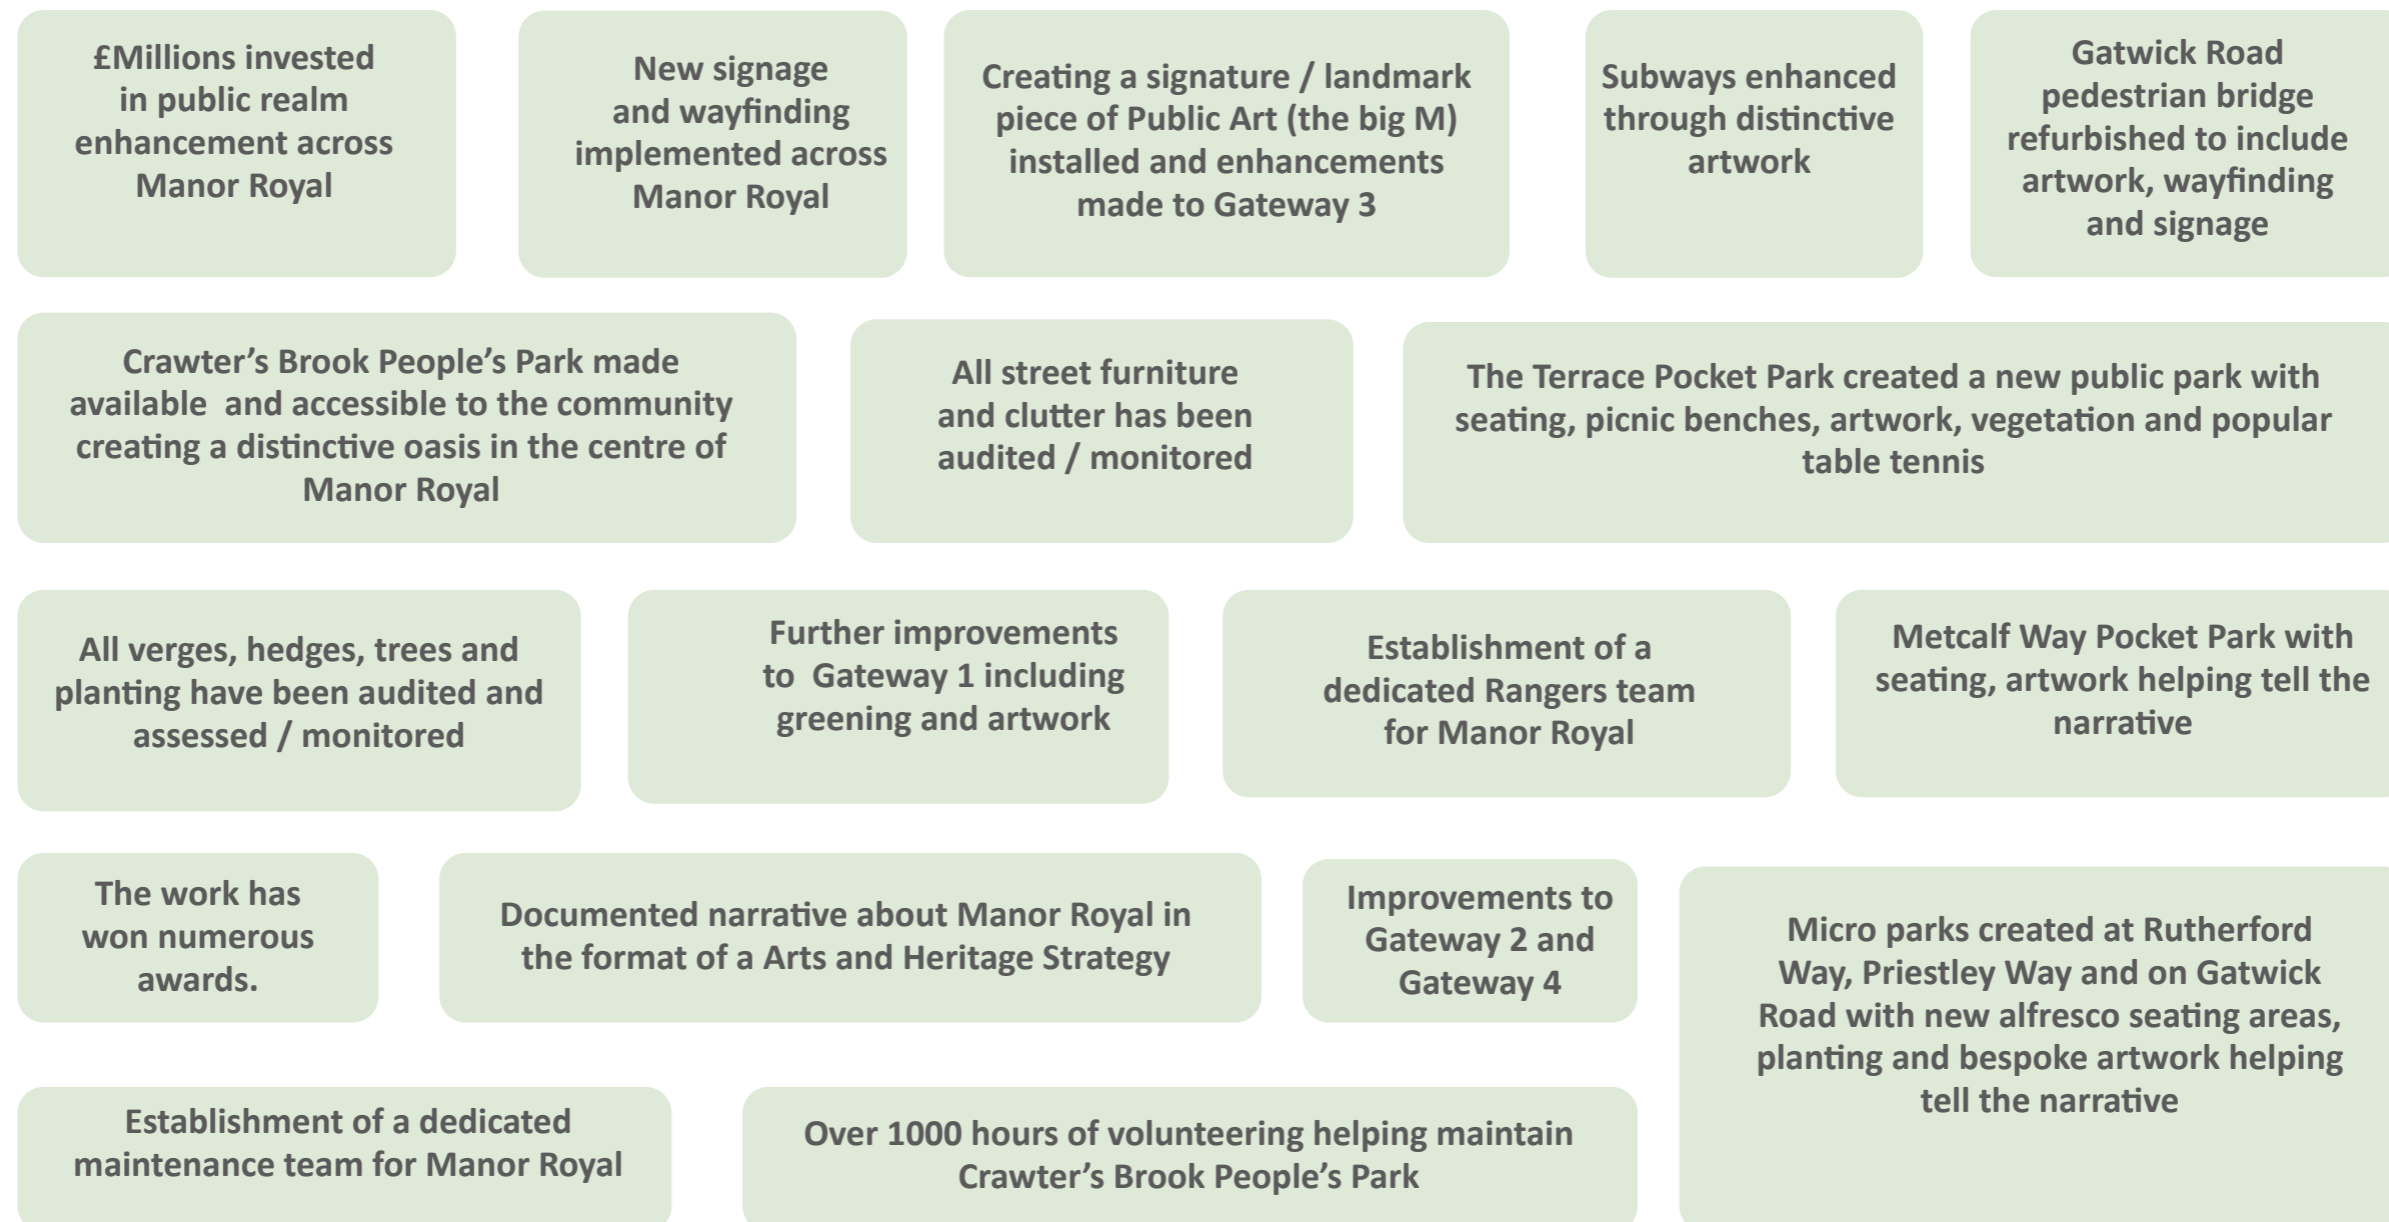 £Millions invested
in public realm
enhancement across
Manor Royal
New signage
and wayfinding
implemented across
Manor Royal
Creating a signature / landmark
piece of Public Art (the big M)
installed and enhancements
made to Gateway 3
Subways enhanced
through distinctive
artwork
Gatwick Road
pedestrian bridge
refurbished to include
artwork, wayfinding
and signage
Crawter’s Brook People’s Park made
available  and accessible to the community
creating a distinctive oasis in the centre of
Manor Royal
All street furniture
and clutter has been
audited / monitored
The Terrace Pocket Park created a new public park with
seating, picnic benches, artwork, vegetation and popular
table tennis
All verges, hedges, trees and
planting have been audited and
assessed / monitored
Further improvements
to  Gateway 1 including
greening and artwork
Establishment of a
dedicated Rangers team
for Manor Royal
Metcalf Way Pocket Park with
seating, artwork helping tell the
narrative
The work has
won numerous
awards.
Documented narrative about Manor Royal in
the format of a Arts and Heritage Strategy
Improvements to
Gateway 2 and
Gateway 4
Micro parks created at Rutherford
Way, Priestley Way and on Gatwick
Road with new alfresco seating areas,
planting and bespoke artwork helping
tell the narrative
Establishment of a dedicated
maintenance team for Manor Royal
Over 1000 hours of volunteering helping maintain
Crawter’s Brook People’s Park